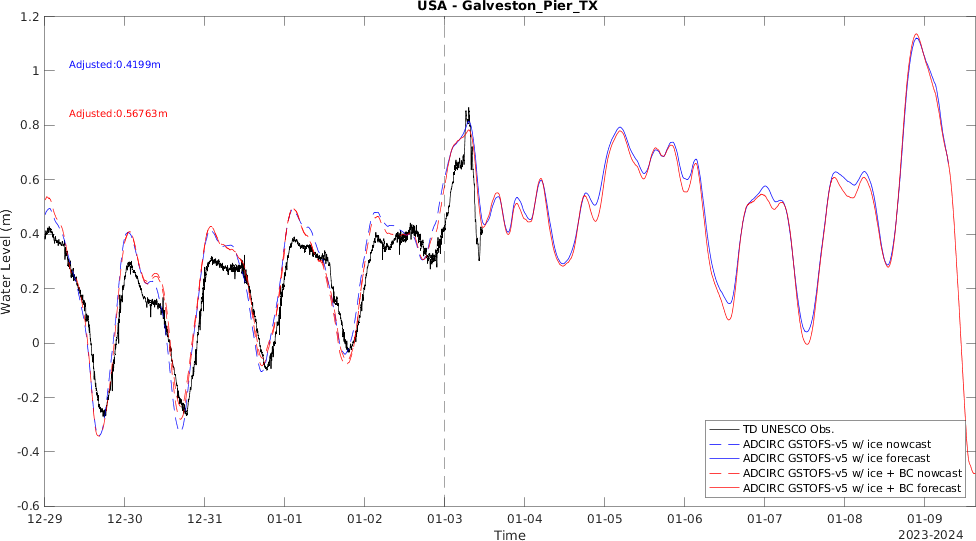 USA - Galveston_Pier_TX
1.2
1
0.8
0.6
0.4
0.2
0
-0.2
-0.4
-0.6
Water Level (m)
Adjusted:0.4199m
Adjusted:0.56763m
TD UNESCO Obs.
ADCIRC GSTOFS-v5 w/ ice nowcast
ADCIRC GSTOFS-v5 w/ ice forecast
ADCIRC GSTOFS-v5 w/ ice + BC nowcast
ADCIRC GSTOFS-v5 w/ ice + BC forecast
12-29 12-30 12-31 01-01 01-02 01-03 01-04 01-05 01-06 01-07 01-08 01-09
Time
2023-2024